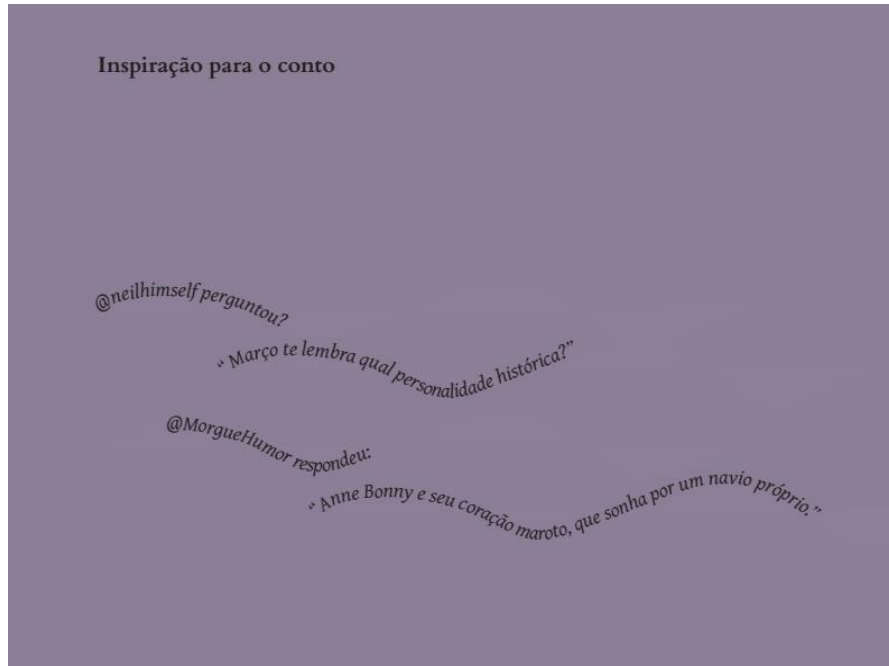 Inspiração para o conto
@neilhimself perguntou?
“ Março te lembra qual personalidade histórica?”
@MorgueHumor respondeu:
“ Anne Bonny e seu coração maroto, que sonha por um navio próprio.”